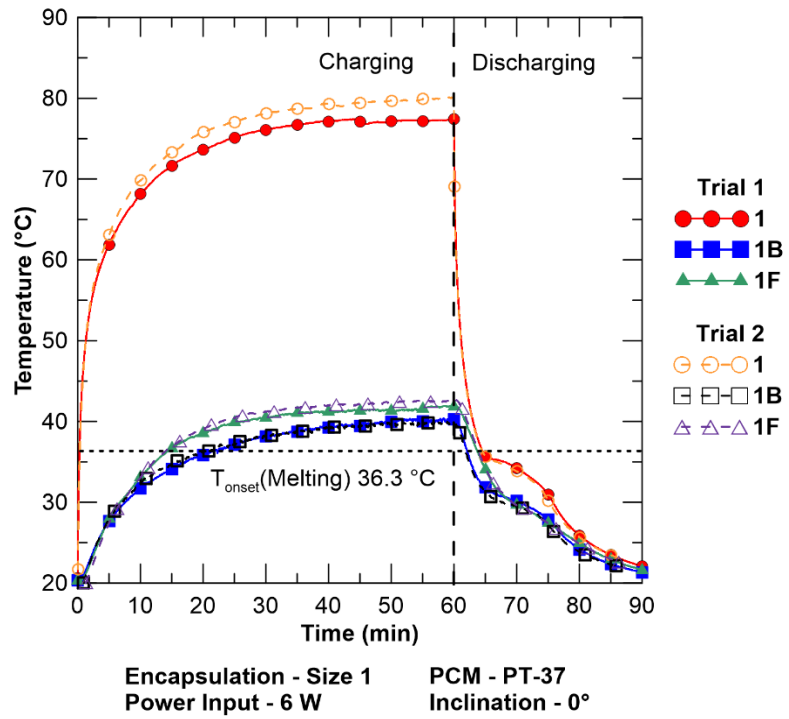 90
80
70
60
50
40
30
20
Temperature (°C)
Charging
Discharging
T_onset(Melting) 36.3 °C
0 10 20 30 40 50 60 70 80 90
Time (min)
Trial 1
1
1B
1F
Trial 2
1
1B
1F
Encapsulation - Size 1 PCM - PT-37
Power Input - 6 W Inclination - 0°